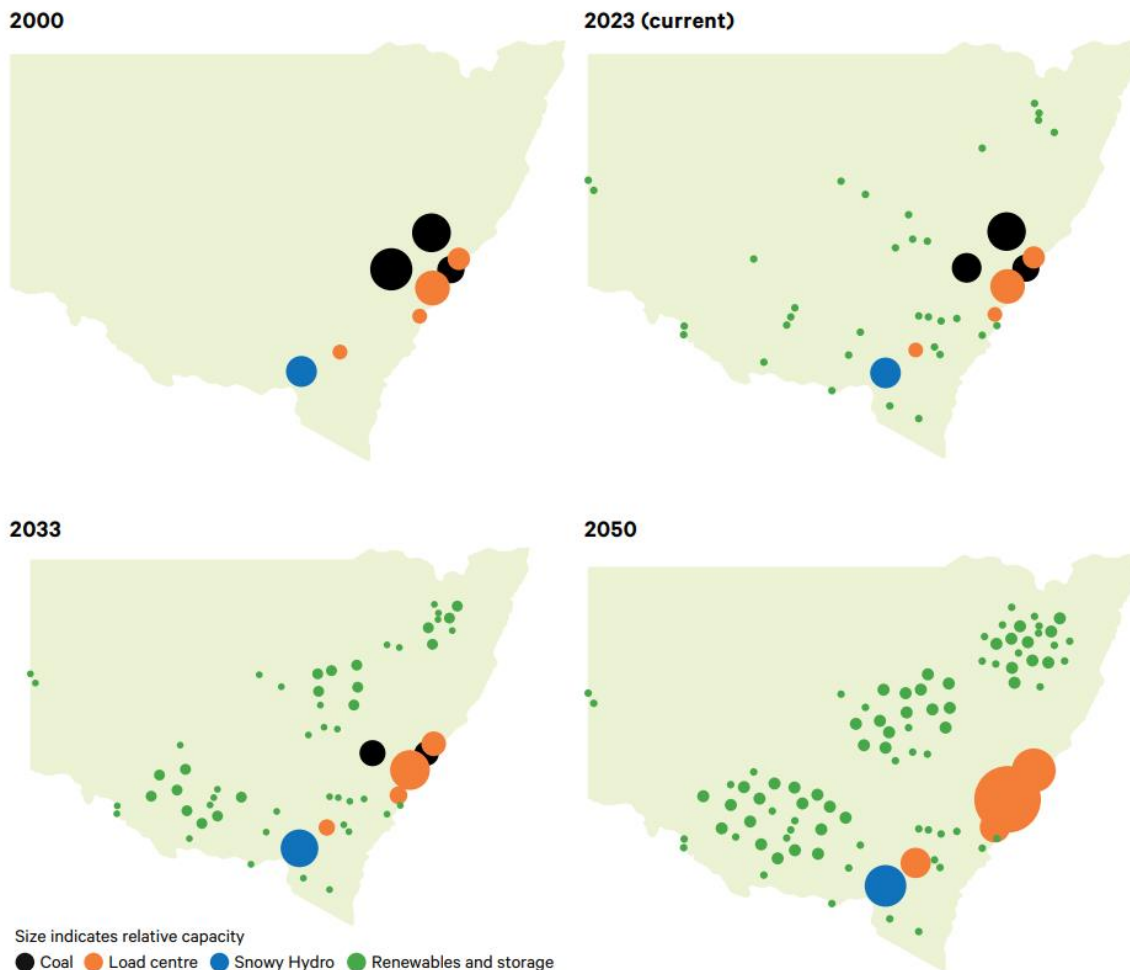 2000
2023 (current)
2033
2050
Size indicates relative capacity
Coal Load centre Snowy Hydro Renewables and storage